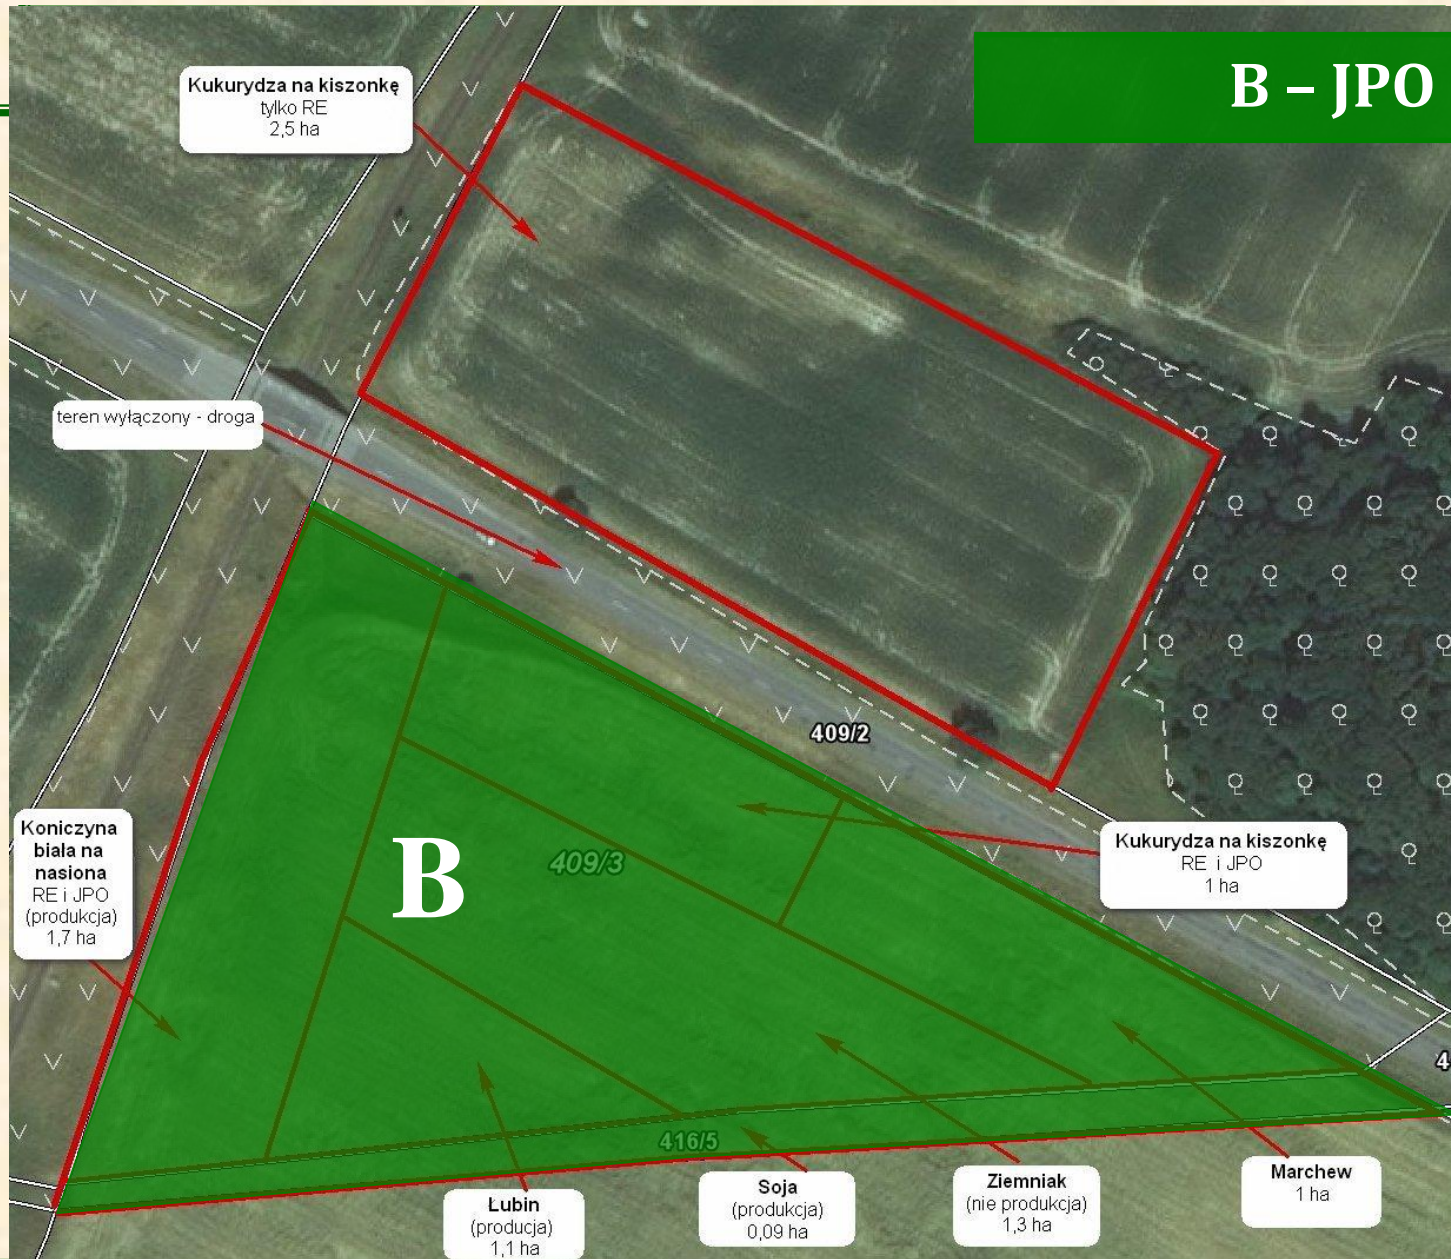 B – JPO
Kukurydza na kiszonkę
tylko RE
2,5 ha
teren wyłączony - droga
409/2
Koniczyna
biała na
nasiona
RE i JPO
(produkcja)
1,7 ha
B
409/3
Kukurydza na kiszonkę
RE i JPO
1 ha
4
416/5
Łubin
(producja)
1,1 ha
Soja
(produkcja)
0,09 ha
Ziemniak
(nie produkcja)
1,3 ha
Marchew
1 ha